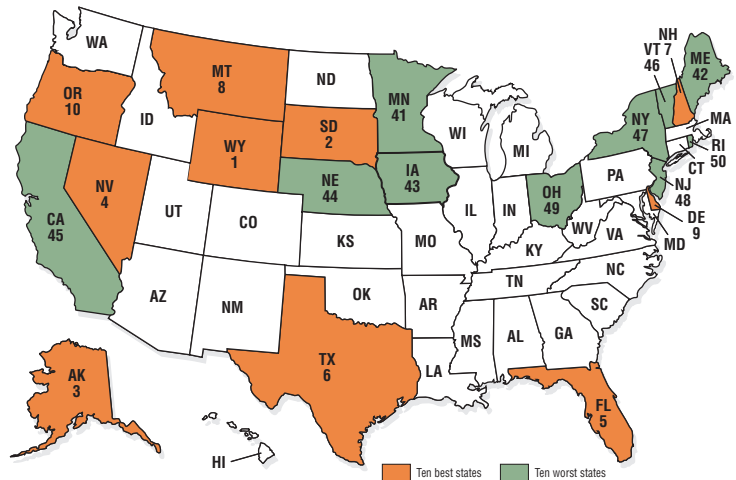 WA
OR
10
CA
45
NV
4
ID
MT
8
WY
1
UT
AZ
CO
NM
ND
SD
2
NE
44
KS
OK
TX
6
MN
41
IA
43
MO
AR
LA
WI
IL
MI
IN
OH
49
KY
TN
MS
AL
GA
FL
5
SC
NC
VA
WV
PA
NY
47
VT
46
NH
7
ME
42
MA
RI
50
CT
NJ
48
DE
9
MD
AK
3
HI
Ten best states
Ten worst states